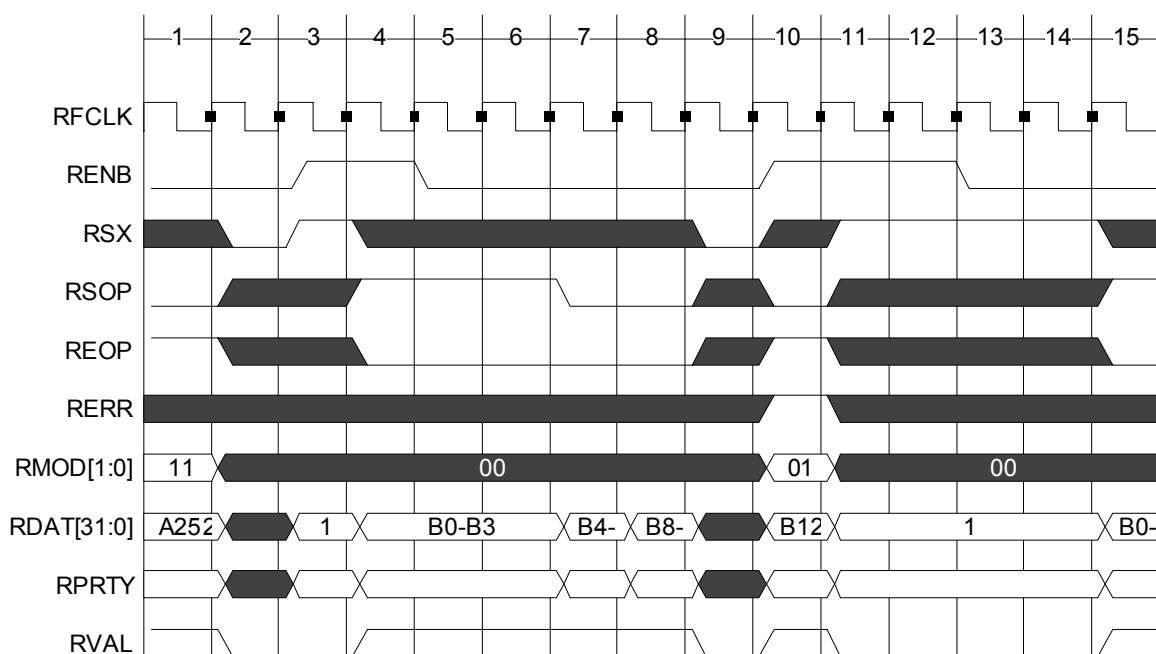 1 2 3 4 5 6 7 8 9 10 11 12 13 14 15
RFCLK
RENB
RSX
RSOP
REOP
RERR
RMOD[1:0] 11 00 01 00
RDAT[31:0] A252 1 B0-B3 B4- B8- B12 1 B0-
RPRTY
RVAL